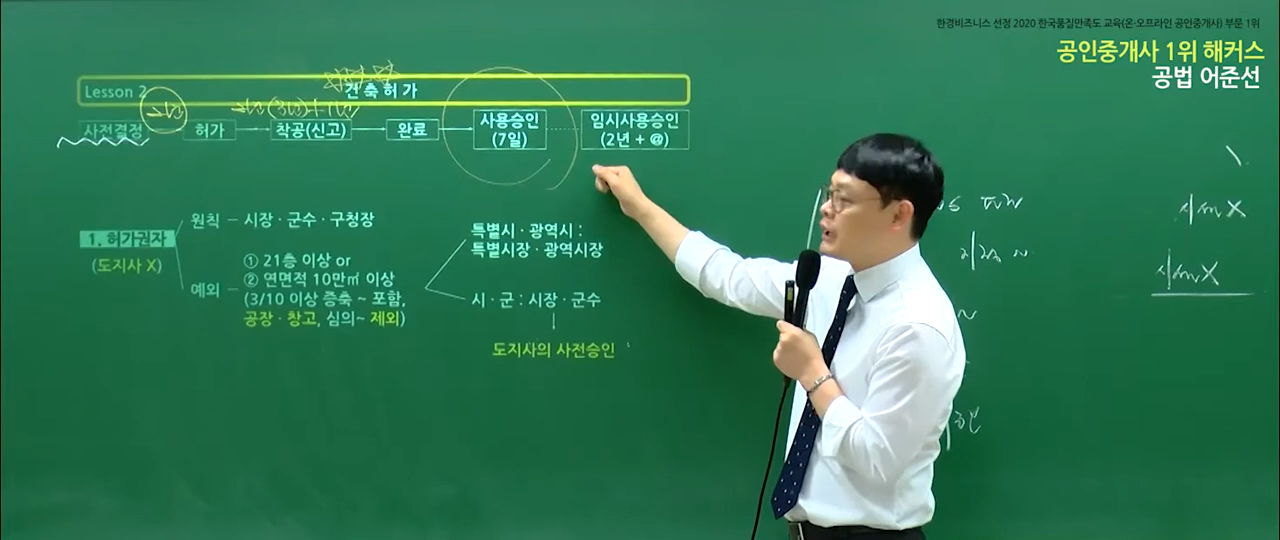 한경비즈니스 선정 2020 한국품질만족도 교육(온·오프라인 공인중개사) 부문 1위
공인중개사 1위 해커스
공법 어준선
Lesson 2
건축허가
2년
2년 (3년)+1년
사전결정
허가
착공(신고)
완료
사용승인
(7일)
임시사용승인
(2년 + @)
1. 허가권자
(도지사 X)
원칙 – 시장 · 군수 · 구청장
예외 –
① 21층 이상 or
② 연면적 10만㎡ 이상
(3/10 이상 증축 ~ 포함,
공장 · 창고, 심의~ 제외)
특별시 · 광역시 :
특별시장 · 광역시장
시 · 군 : 시장 · 군수
도지사의 사전승인